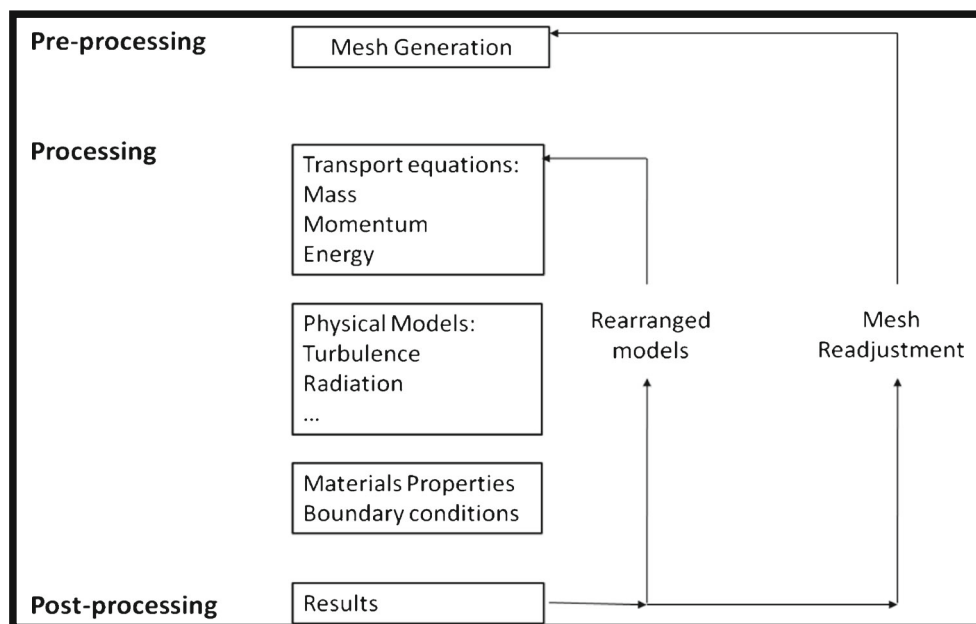 Pre-processing
Mesh Generation
Processing
Transport equations:
Mass
Momentum
Energy
Physical Models:
Turbulence
Radiation
...
Rearranged
models
Mesh
Readjustment
Materials Properties
Boundary conditions
Post-processing
Results